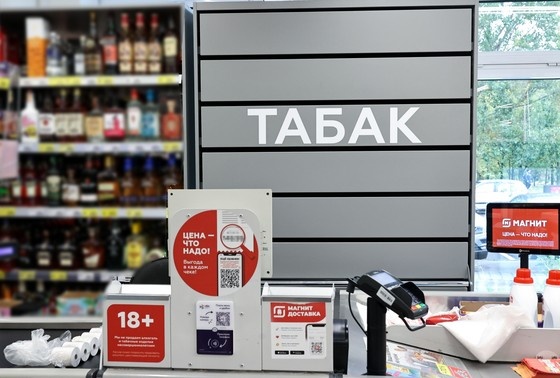 ТАБАК
ЦЕНА —
ЧТО
НАДО!
Выгода
в каждом
чеке!
18+
МАГНИТ
ДОСТАВКА
МАГНИТ
ЦЕНА — ЧТО НАДО!